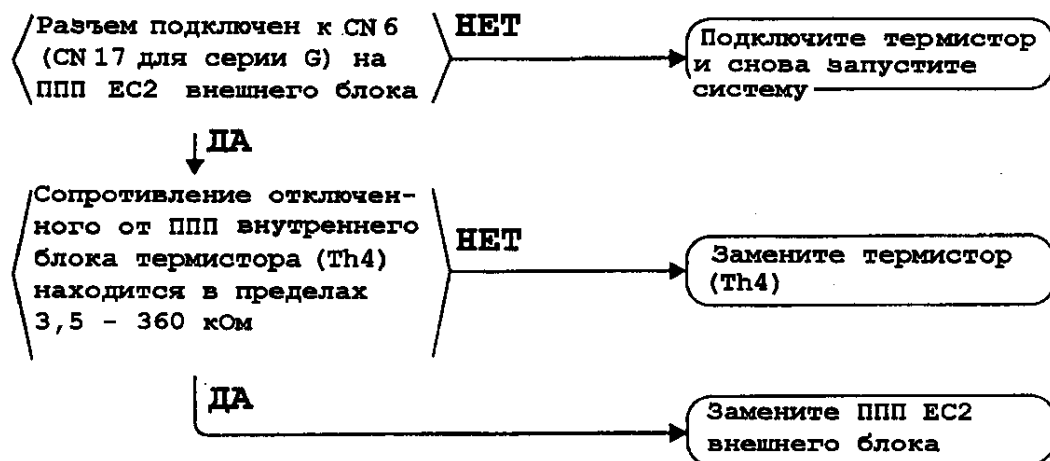 Разъем подключен к CN 6
(CN 17 для серии G) на
ППП EC2 внешнего блока
НЕТ
Подключите термистор
и снова запустите
систему
ДА
Сопротивление отключен-
ного от ППП внутреннего
блока термистора (Th4)
находится в пределах
3,5 - 360 кОм
НЕТ
Замените термистор
(Th4)
ДА
Замените ППП EC2
внешнего блока